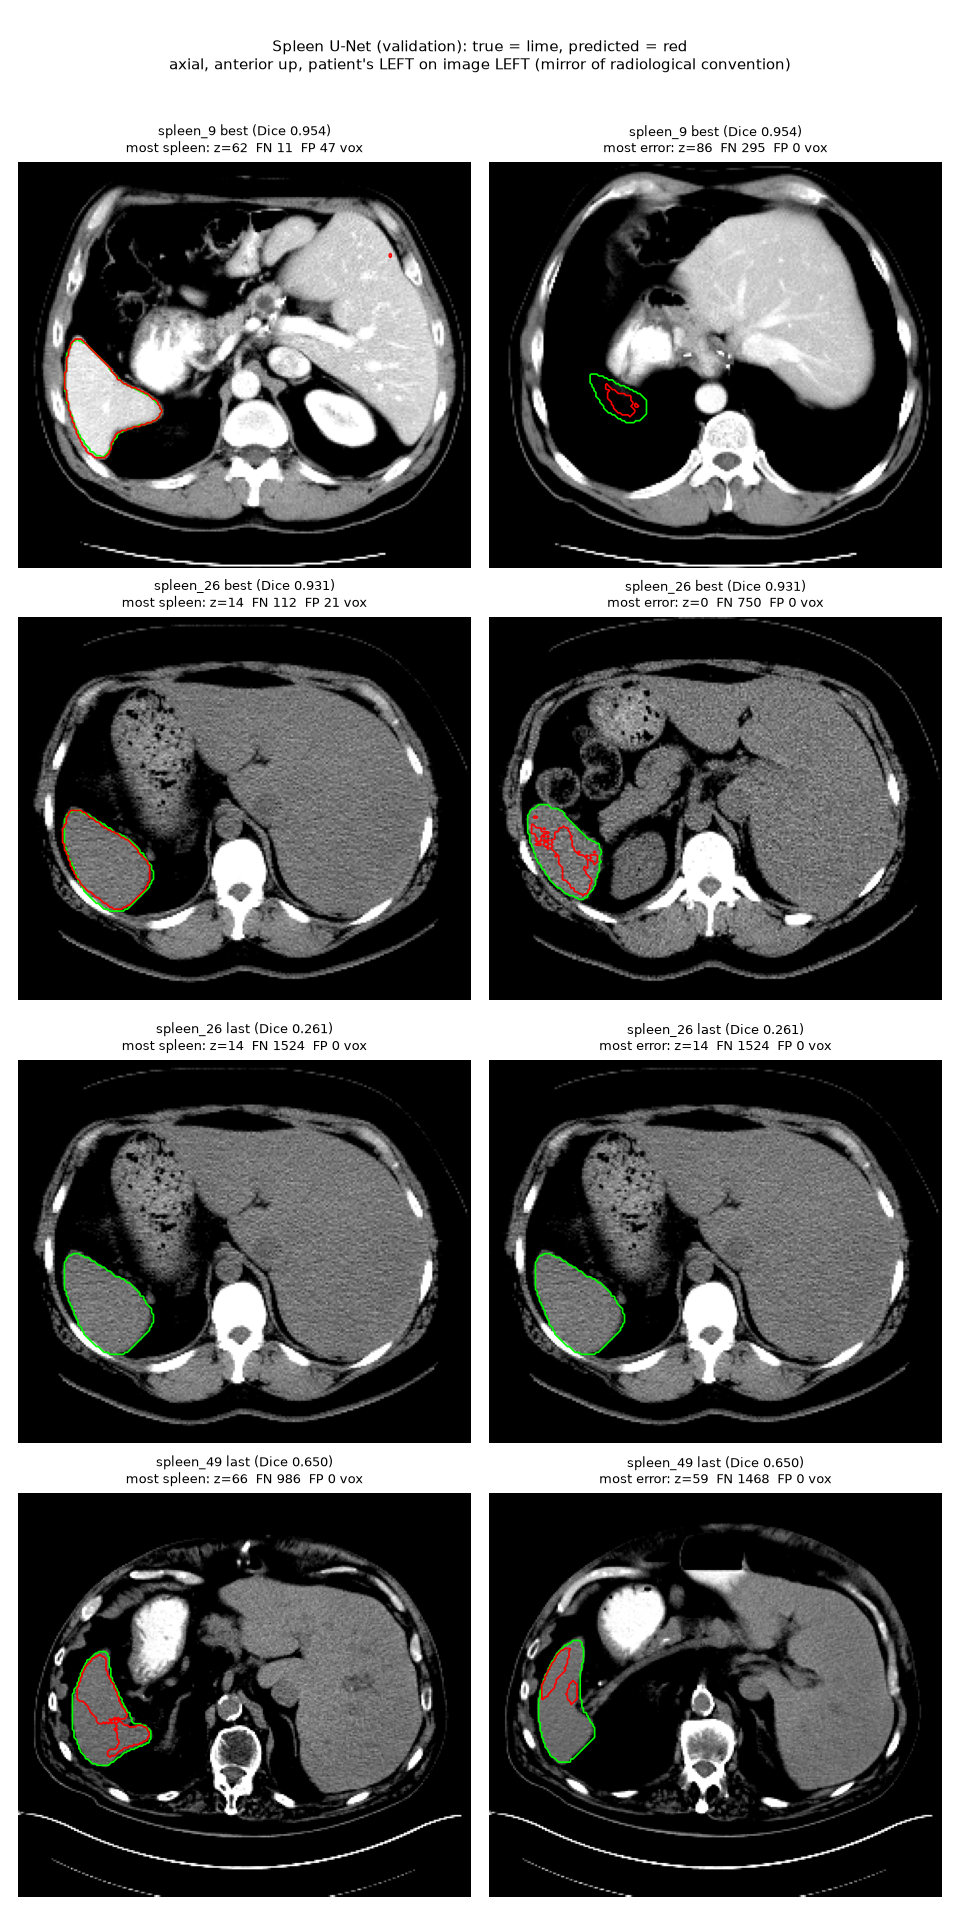 Spleen U-Net (validation): true = lime, predicted = red
axial, anterior up, patient's LEFT on image LEFT (mirror of radiological convention)
spleen_9 best (Dice 0.954)
most spleen: z=62  FN 11  FP 47 vox
spleen_9 best (Dice 0.954)
most error: z=86  FN 295  FP 0 vox
spleen_26 best (Dice 0.931)
most spleen: z=14  FN 112  FP 21 vox
spleen_26 best (Dice 0.931)
most error: z=0  FN 750  FP 0 vox
spleen_26 last (Dice 0.261)
most spleen: z=14  FN 1524  FP 0 vox
spleen_26 last (Dice 0.261)
most error: z=14  FN 1524  FP 0 vox
spleen_49 last (Dice 0.650)
most spleen: z=66  FN 986  FP 0 vox
spleen_49 last (Dice 0.650)
most error: z=59  FN 1468  FP 0 vox